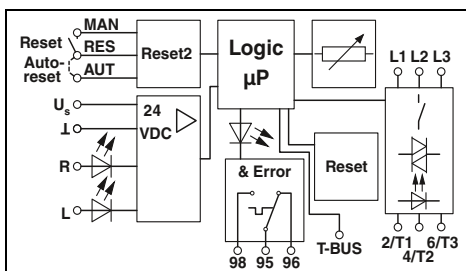 MAN
Reset
RES
Auto-
reset
AUT
Reset2
Logic
µP
L1 L2 L3
Us
⊥
24
VDC
R
L
& Error
Reset
98 95 96
T-BUS
2/T1 6/T3
4/T2